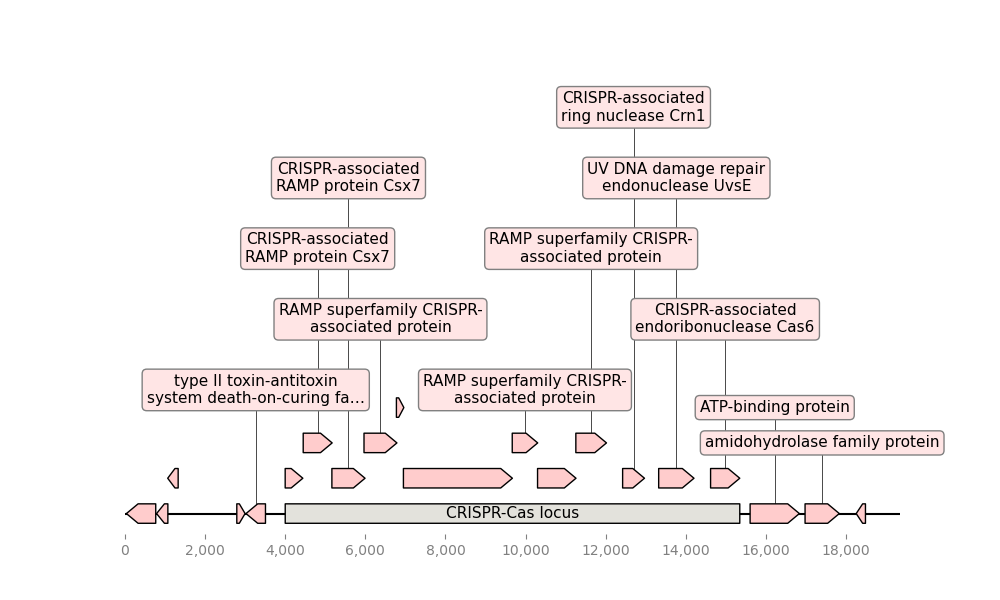 CRISPR-associated
ring nuclease Crn1
CRISPR-associated
RAMP protein Csx7
UV DNA damage repair
endonuclease UvsE
CRISPR-associated
RAMP protein Csx7
RAMP superfamily CRISPR-
associated protein
RAMP superfamily CRISPR-
associated protein
CRISPR-associated
endoribonuclease Cas6
type II toxin-antitoxin
system death-on-curing fa...
RAMP superfamily CRISPR-
associated protein
ATP-binding protein
amidohydrolase family protein
CRISPR-Cas locus
0 2,000 4,000 6,000 8,000 10,000 12,000 14,000 16,000 18,000